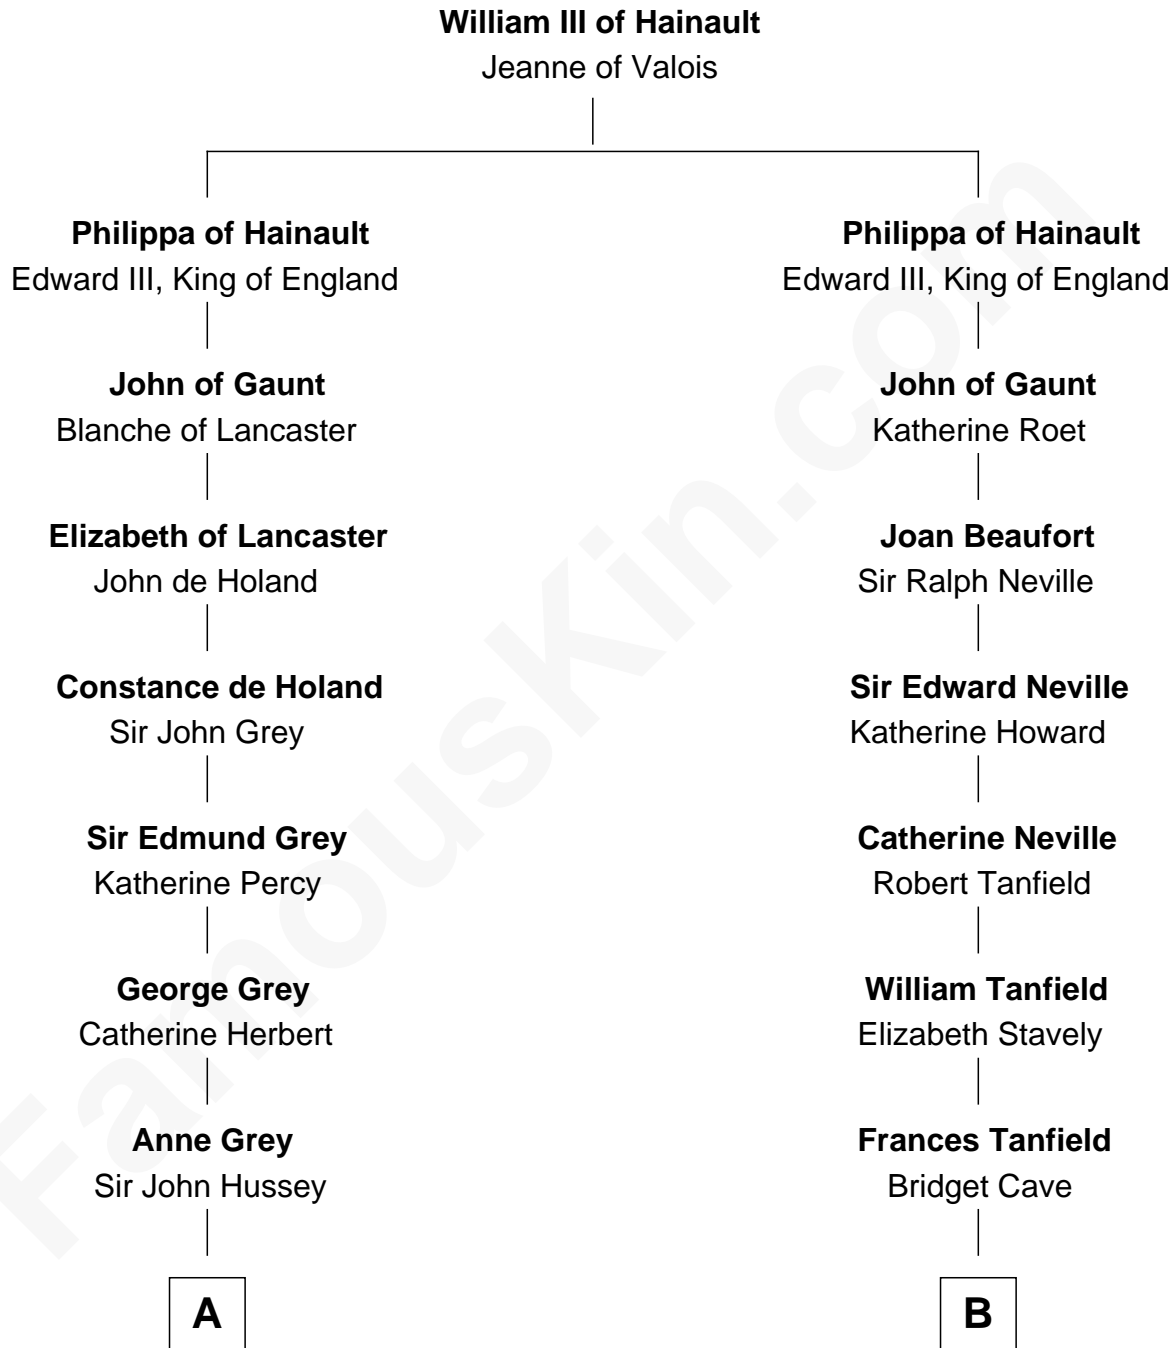 William III of Hainault
Jeanne of Valois
Philippa of Hainault
Edward III, King of England
John of Gaunt
Blanche of Lancaster
Elizabeth of Lancaster
John de Holand
Constance de Holand
Sir John Grey
Sir Edmund Grey
Katherine Percy
George Grey
Catherine Herbert
Anne Grey
Sir John Hussey
A
Philippa of Hainault
Edward III, King of England
John of Gaunt
Katherine Roet
Joan Beaufort
Sir Ralph Neville
Sir Edward Neville
Katherine Howard
Catherine Neville
Robert Tanfield
William Tanfield
Elizabeth Stavely
Frances Tanfield
Bridget Cave
B
FamousKin.com